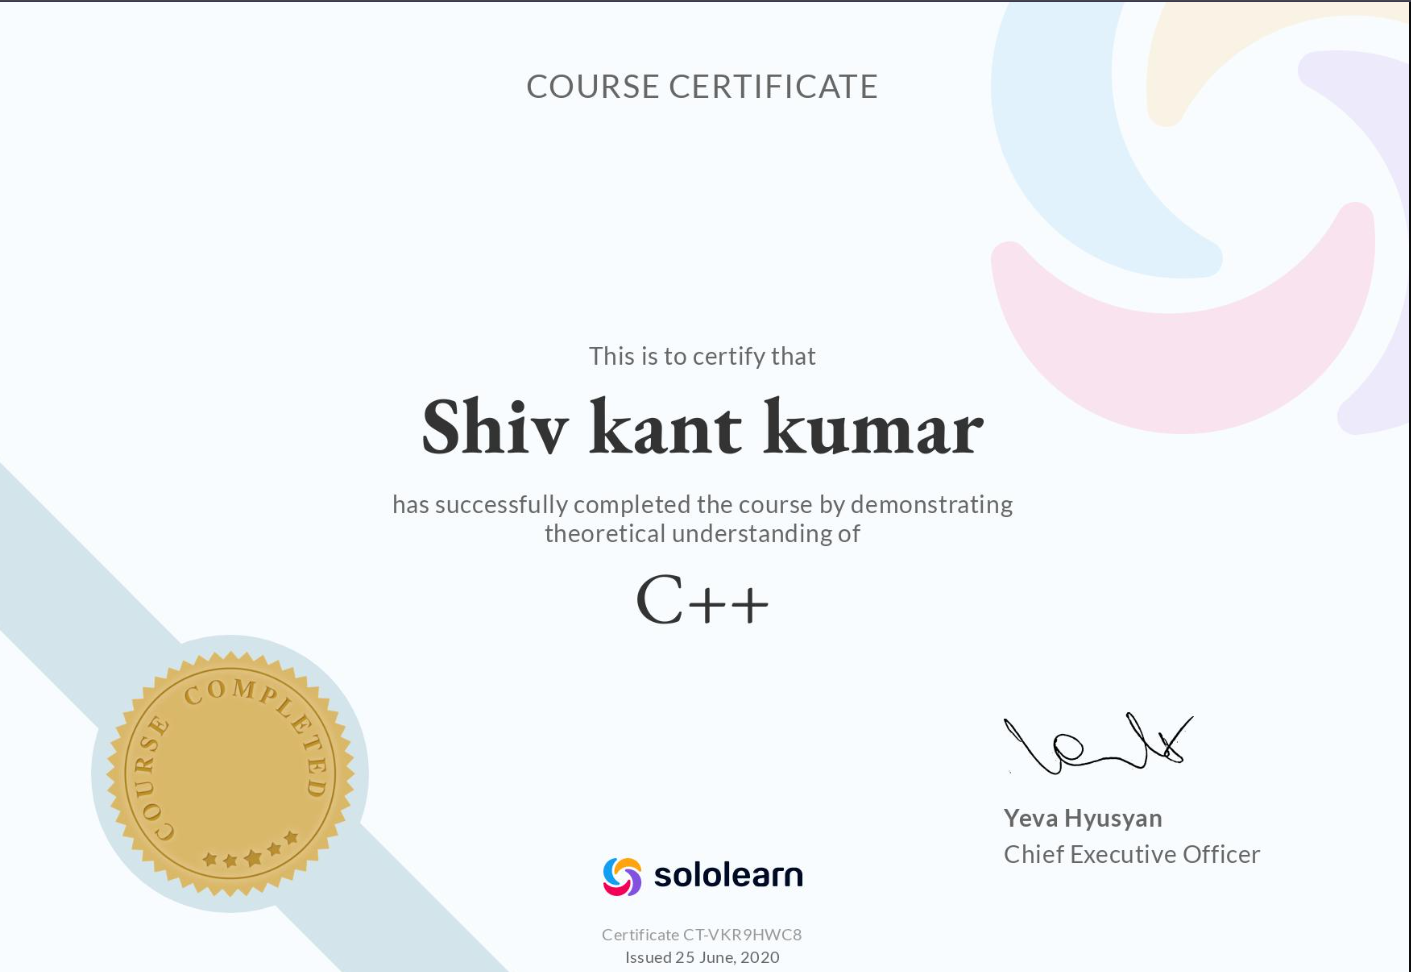 COURSE CERTIFICATE
This is to certify that
Shiv kant kumar
has successfully completed the course by demonstrating
theoretical understanding of
C++
COURSE COMPLETED
Yeva Hyusyan
Chief Executive Officer
sololearn
Certificate CT-VKR9HWC8
Issued 25 June, 2020